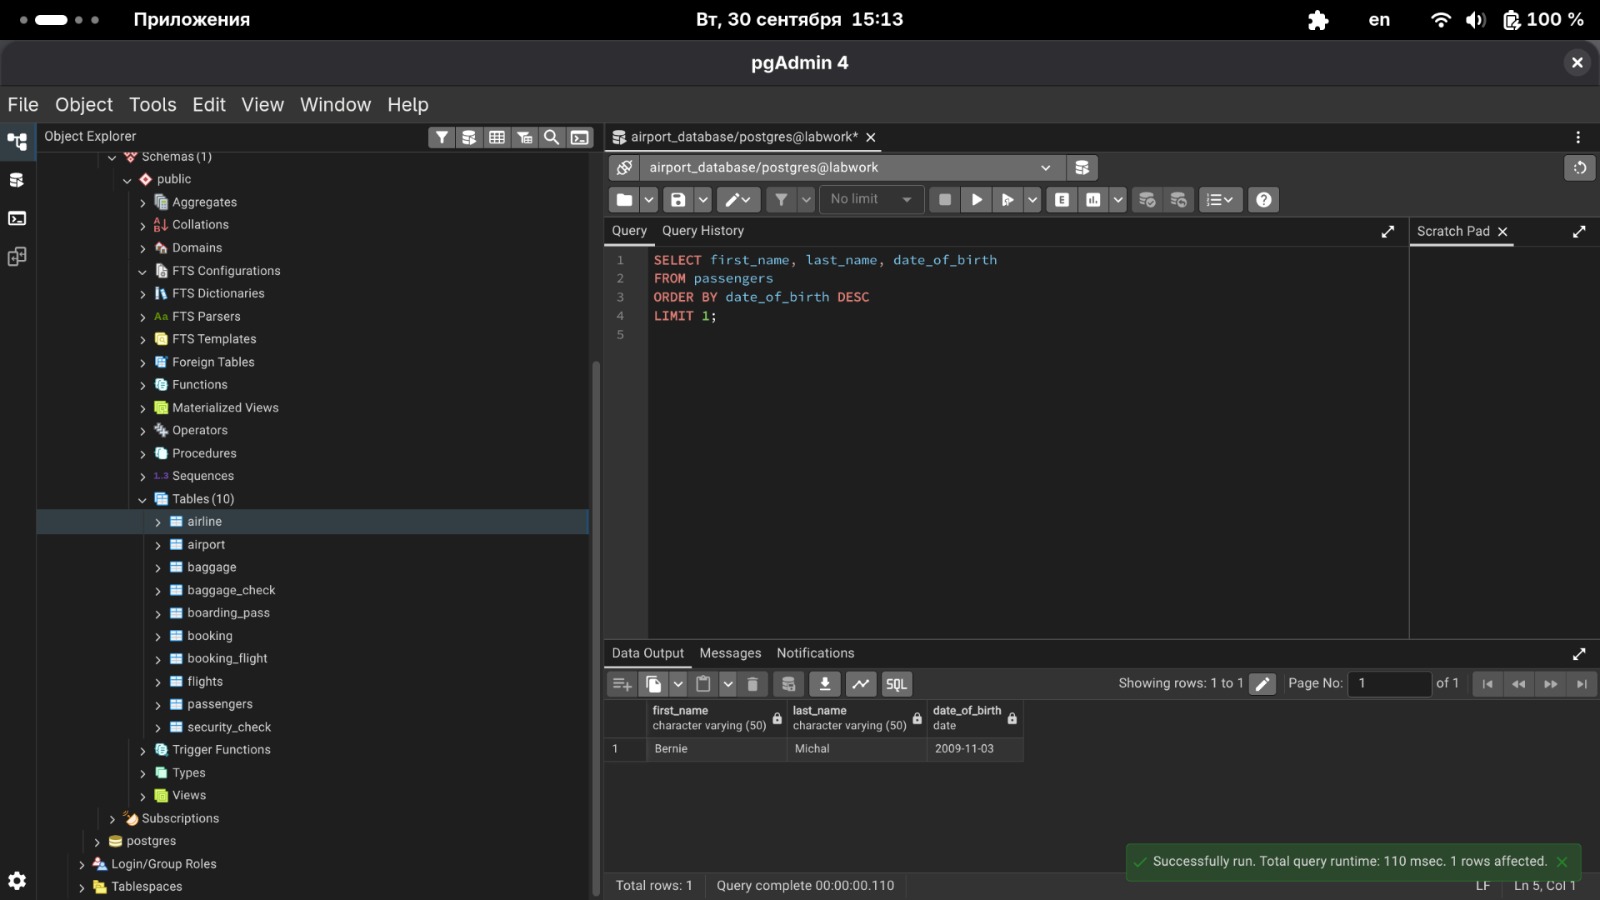 Приложения
Вт, 30 сентября 15:13
en
100 %
pgAdmin 4
File Object Tools Edit View Window Help
Object Explorer
Schemas (1)
public
Aggregates
Collations
Domains
FTS Configurations
FTS Dictionaries
Aa FTS Parsers
FTS Templates
Foreign Tables
Functions
Materialized Views
Operators
Procedures
1..3 Sequences
Tables (10)
airline
airport
baggage
baggage_check
boarding_pass
booking
booking_flight
flights
passengers
security_check
Trigger Functions
Types
Views
Subscriptions
postgres
Login/Group Roles
Tablespaces
airport_database/postgres@labwork*
airport_database/postgres@labwork
No limit
E
Query Query History
Scratch Pad
1 SELECT first_name, last_name, date_of_birth
2 FROM passengers
3 ORDER BY date_of_birth DESC
4 LIMIT 1;
5
Data Output Messages Notifications
SQL
Showing rows: 1 to 1
Page No: 1 of 1
first_name character varying (50)
last_name character varying (50)
date_of_birth date
1 Bernie Michal 2009-11-03
Successfully run. Total query runtime: 110 msec. 1 rows affected.
Total rows: 1
Query complete 00:00:00.110
LF
Ln 5, Col 1